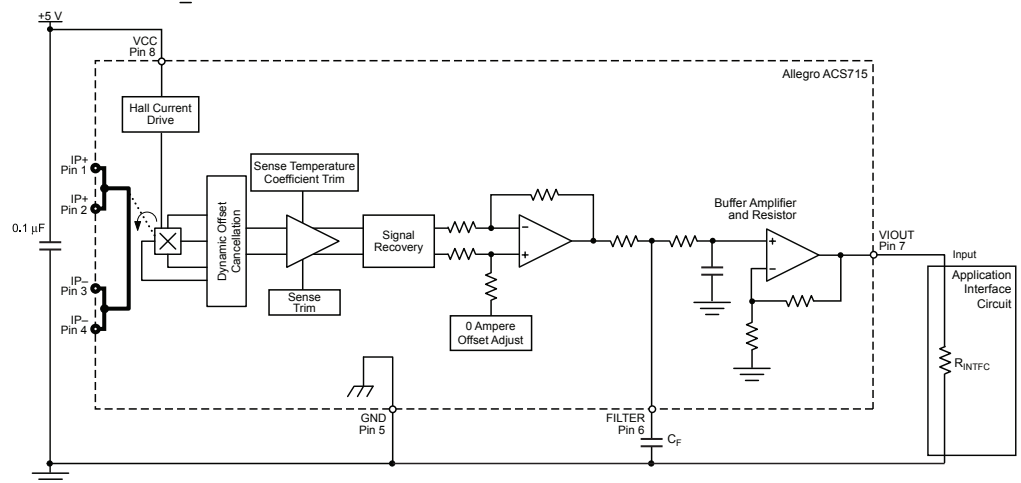 +5 V
VCC
Pin 8
Allegro ACS715
Hall Current
Drive
IP+
Pin 1
IP+
Pin 2
0.1 μF
IP–
Pin 3
IP–
Pin 4
Dynamic Offset
Cancellation
Sense Temperature
Coefficient Trim
Sense
Trim
Signal
Recovery
0 Ampere
Offset Adjust
Buffer Amplifier
and Resistor
VIOUT
Pin 7
Input
Application
Interface
Circuit
RINTFC
GND
Pin 5
FILTER
Pin 6
CF